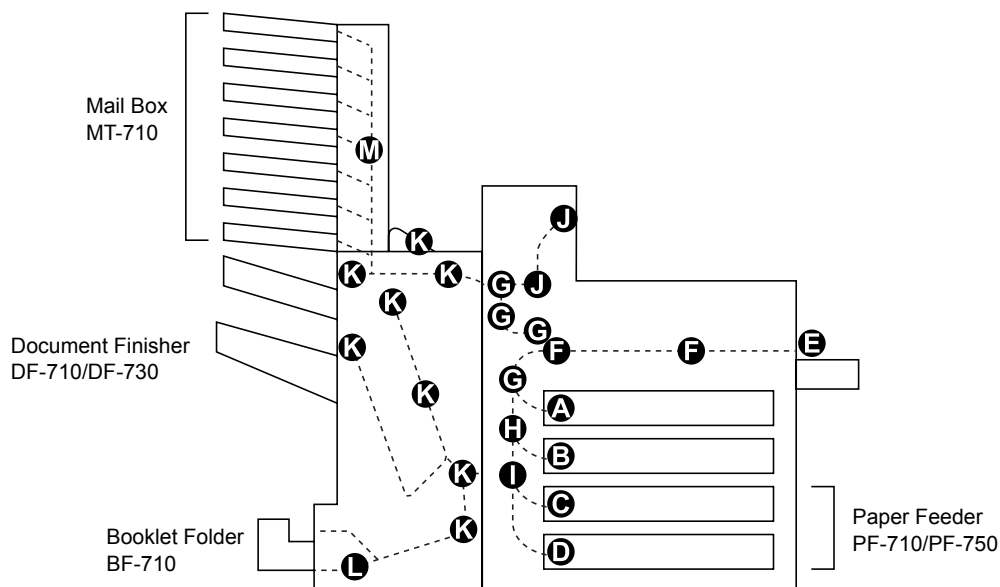 Mail Box
MT-710
M
J
K
K
K
G
J
K
G
G
E
Document Finisher
DF-710/DF-730
K
F
F
G
K
A
H
B
K
I
C
Paper Feeder
PF-710/PF-750
K
D
Booklet Folder
BF-710
L